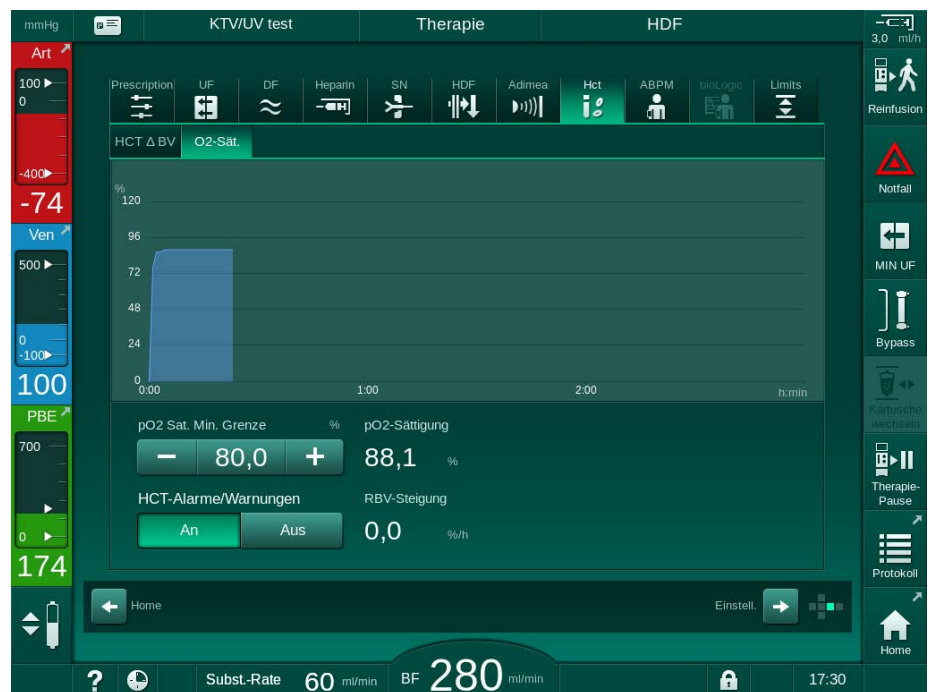 mmHg
KTV/UV test
Therapie
HDF
3,0 ml/h
Art
100
0
-400
-74
Ven
500
0
-100
100
PBE
700
0
174
Prescription
UF
DF
Heparin
SN
HDF
Adimea
Hct
ABPM
bioLogic
Limits
HCT Δ BV
O2-Sät.
%
120
96
72
48
24
0
0:00
1:00
2:00
h:min
pO2 Sat. Min. Grenze %
pO2-Sättigung
80,0
88,1 %
HCT-Alarme/Warnungen
RBV-Steigung
An
Aus
0,0 %/h
Home
Einstell.
Reinfusion
Notfall
MIN UF
Bypass
Kartusche
wechseln
Therapie-
Pause
Protokoll
Home
?
Subst.-Rate 60 ml/min
BF 280 ml/min
17:30